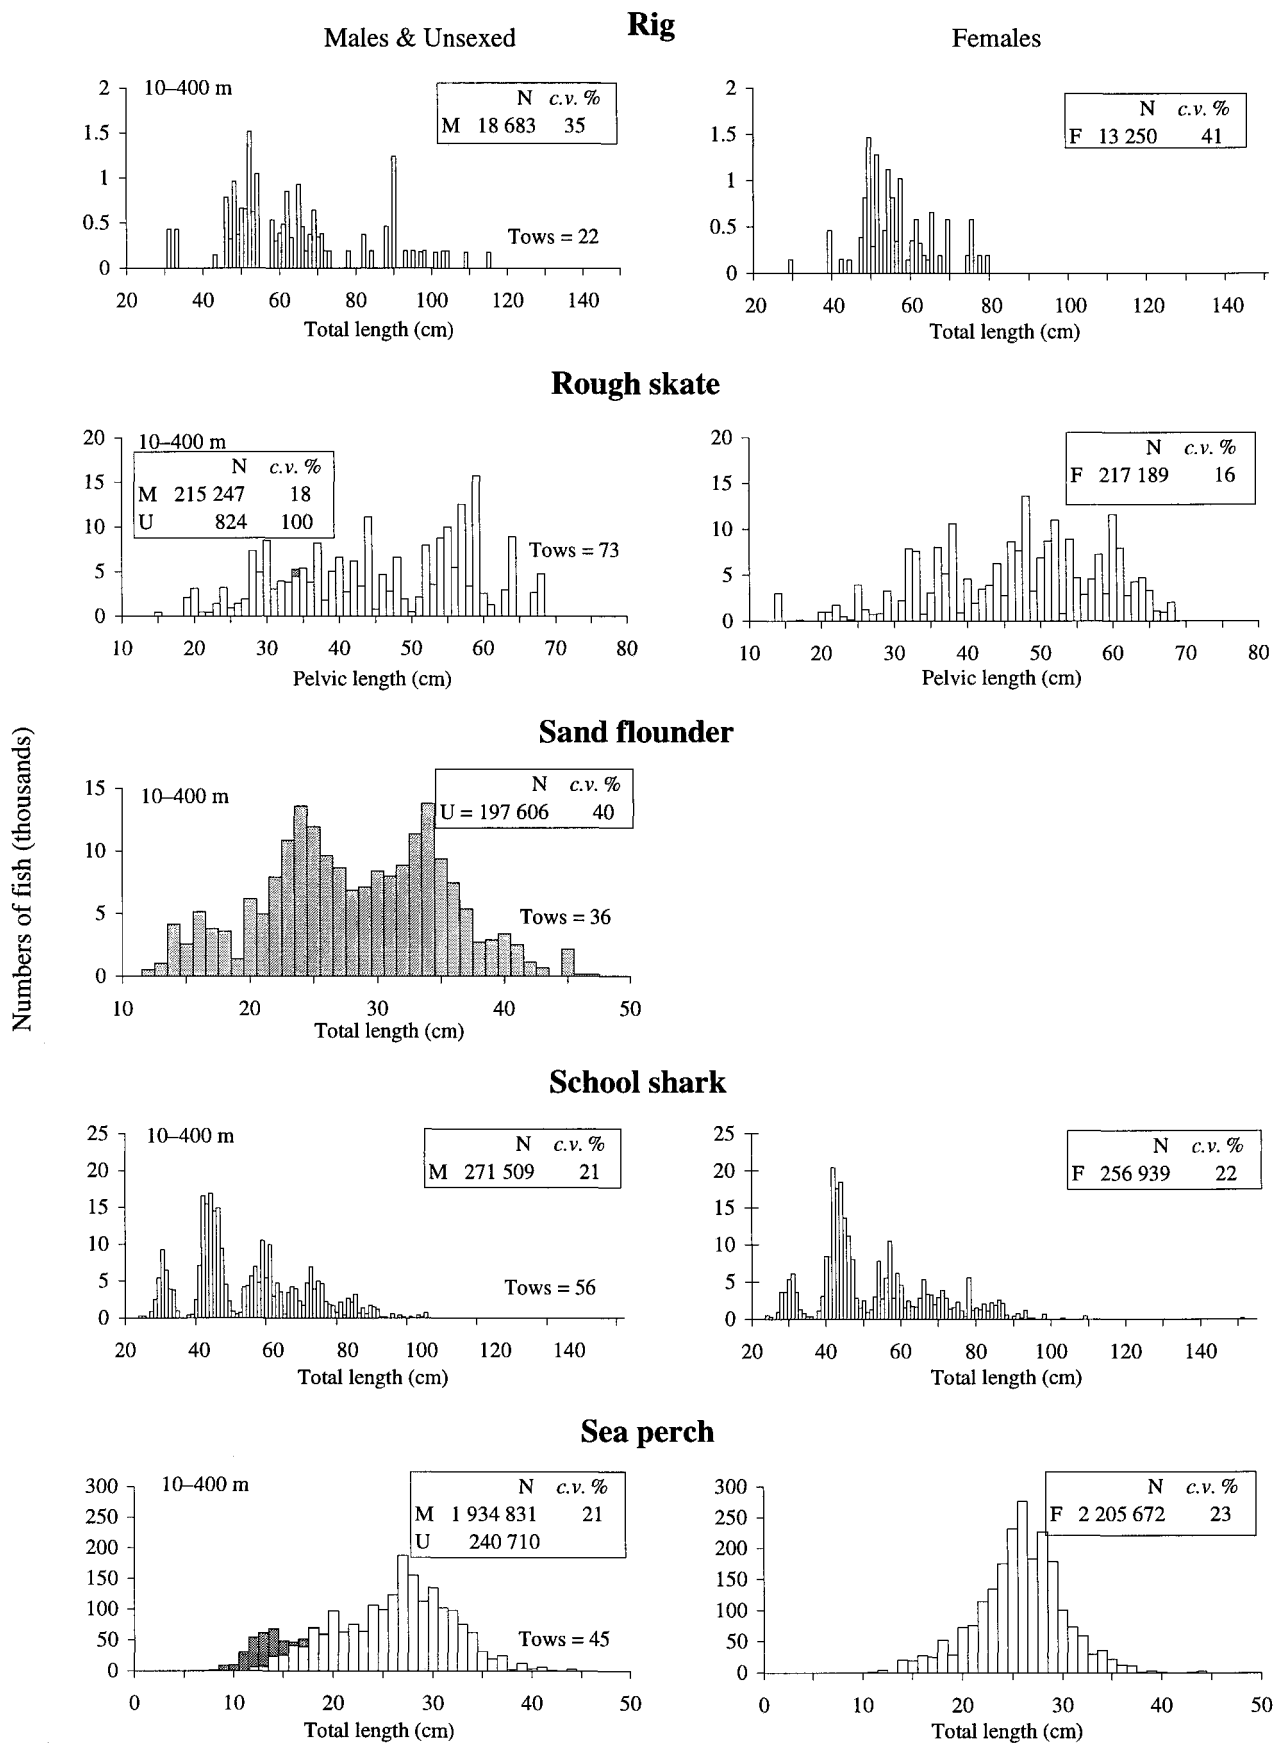 Rig
Males & Unsexed
Females
10–400 m
N c.v. %
M 18 683 35
Tows = 22
2
1.5
1
0.5
0
20 40 60 80 100 120 140
Total length (cm)
N c.v. %
F 13 250 41
2
1.5
1
0.5
0
20 40 60 80 100 120 140
Total length (cm)
Rough skate
10–400 m
N c.v. %
M 215 247 18
U 824 100
Tows = 73
20
15
10
5
0
10 20 30 40 50 60 70 80
Pelvic length (cm)
N c.v. %
F 217 189 16
20
15
10
5
0
10 20 30 40 50 60 70 80
Pelvic length (cm)
Numbers of fish (thousands)
Sand flounder
10–400 m
N c.v. %
U = 197 606 40
Tows = 36
15
10
5
0
10 20 30 40 50
Total length (cm)
School shark
10–400 m
N c.v. %
M 271 509 21
Tows = 56
25
20
15
10
5
0
20 40 60 80 100 120 140
Total length (cm)
N c.v. %
F 256 939 22
25
20
15
10
5
0
20 40 60 80 100 120 140
Total length (cm)
Sea perch
10–400 m
N c.v. %
M 1 934 831 21
U 240 710
Tows = 45
300
250
200
150
100
50
0
0 10 20 30 40 50
Total length (cm)
N c.v. %
F 2 205 672 23
300
250
200
150
100
50
0
0 10 20 30 40 50
Total length (cm)